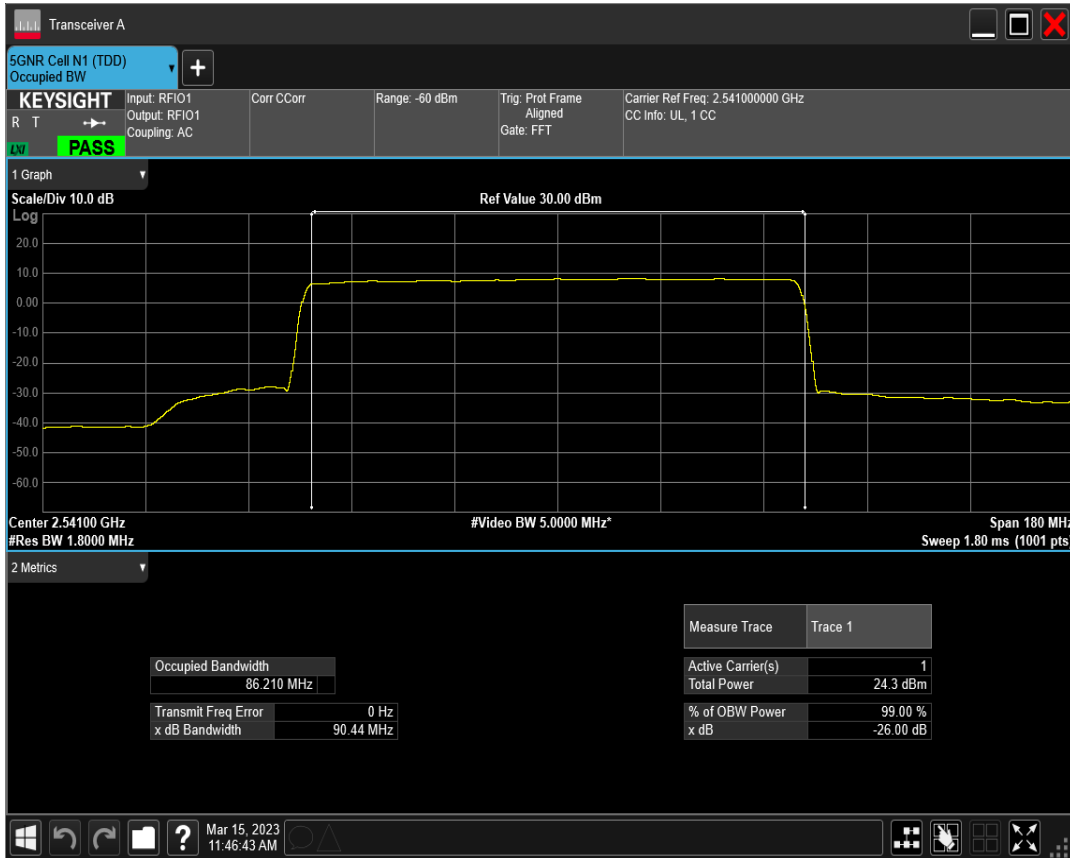 Transceiver A
5GNR Cell N1 (TDD)
Occupied BW
+
KEYSIGHT
R T
LXI
PASS
Input: RFIO1
Output: RFIO1
Coupling: AC
Corr CCorr
Range: -60 dBm
Trig: Prot Frame
Aligned
Gate: FFT
Carrier Ref Freq: 2.541000000 GHz
CC Info: UL, 1 CC
1 Graph
Scale/Div 10.0 dB
Ref Value 30.00 dBm
Log
20.0
10.0
0.00
-10.0
-20.0
-30.0
-40.0
-50.0
-60.0
Center 2.54100 GHz
#Video BW 5.0000 MHz*
Span 180 MHz
#Res BW 1.8000 MHz
Sweep 1.80 ms (1001 pts)
2 Metrics
Measure Trace Trace 1
Occupied Bandwidth
86.210 MHz
Active Carrier(s) 1
Total Power 24.3 dBm
Transmit Freq Error 0 Hz
x dB Bandwidth 90.44 MHz
% of OBW Power 99.00 %
x dB -26.00 dB
?
Mar 15, 2023
11:46:43 AM